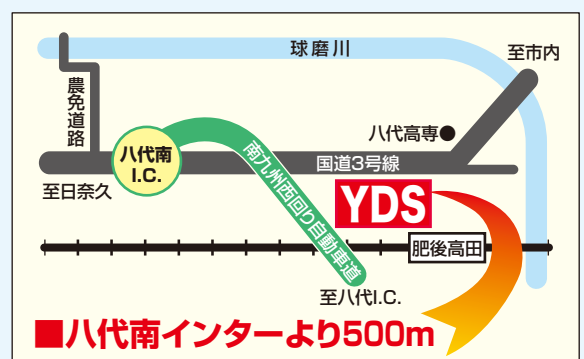 球磨川
至市内
農免道路
八代高専●
八代南
I.C.
国道3号線
至日奈久
南九州西回り自動車道
YDS
肥後高田
至八代I.C.
■八代南インターより500m